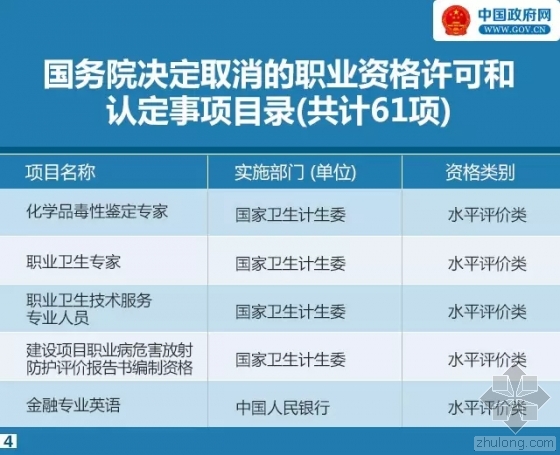 中国政府网
WWW.GOV.CN
国务院决定取消的职业资格许可和
认定事项目录(共计61项)
项目名称 实施部门 (单位) 资格类别
化学品毒性鉴定专家 国家卫生计生委 水平评价类
职业卫生专家 国家卫生计生委 水平评价类
职业卫生技术服务
专业人员 国家卫生计生委 水平评价类
建设项目职业病危害放射
防护评价报告书编制资格 国家卫生计生委 水平评价类
金融专业英语 中国人民银行 水平评价类
4
zhulong.com